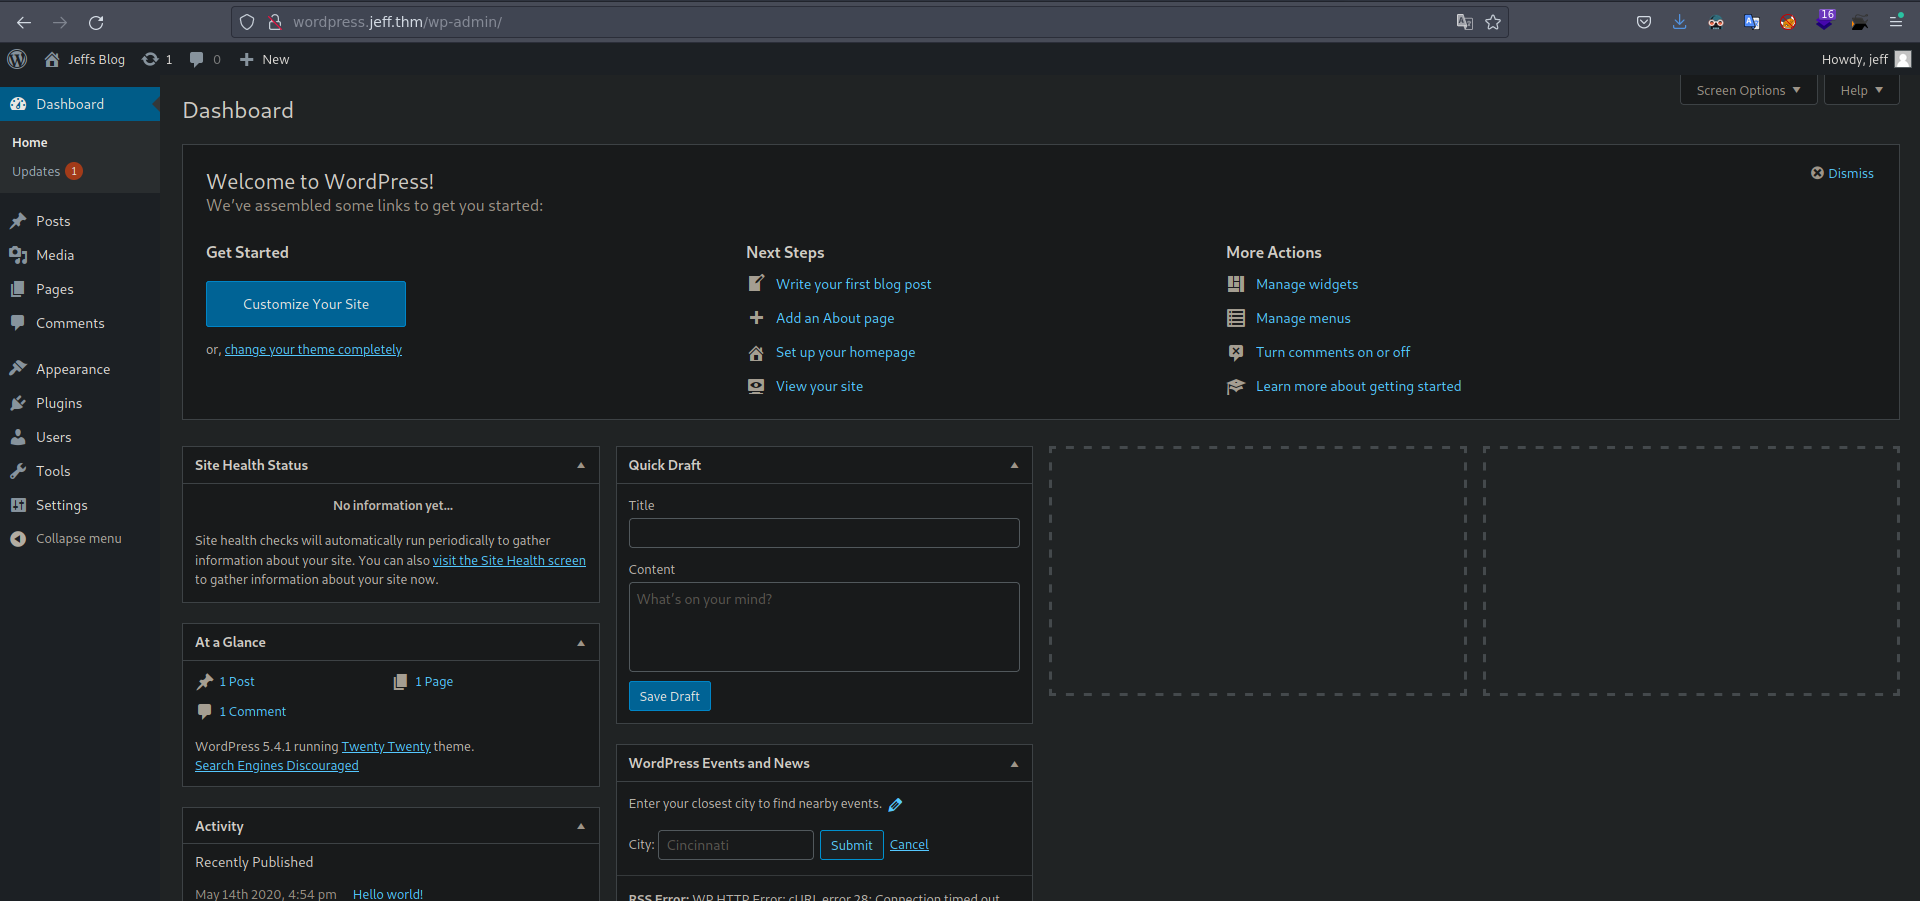 wordpress.jeff.thm/wp-admin/
16
Jeffs Blog
1
0
New
Howdy, jeff
Dashboard
Home
Updates 1
Posts
Media
Pages
Comments
Appearance
Plugins
Users
Tools
Settings
Collapse menu
Dashboard
Screen Options
Help
Welcome to WordPress!
We've assembled some links to get you started:
Dismiss
Get Started
Customize Your Site
or, change your theme completely
Next Steps
Write your first blog post
Add an About page
Set up your homepage
View your site
More Actions
Manage widgets
Manage menus
Turn comments on or off
Learn more about getting started
Site Health Status
No information yet...
Site health checks will automatically run periodically to gather
information about your site. You can also visit the Site Health screen
to gather information about your site now.
At a Glance
1 Post
1 Page
1 Comment
WordPress 5.4.1 running Twenty Twenty theme.
Search Engines Discouraged
Activity
Recently Published
May 14th 2020, 4:54 pm Hello world!
Quick Draft
Title
Content
What's on your mind?
Save Draft
WordPress Events and News
Enter your closest city to find nearby events.
City: Cincinnati Submit Cancel
RSS Error: WP HTTP Error: cURL error 28: Connection timed out